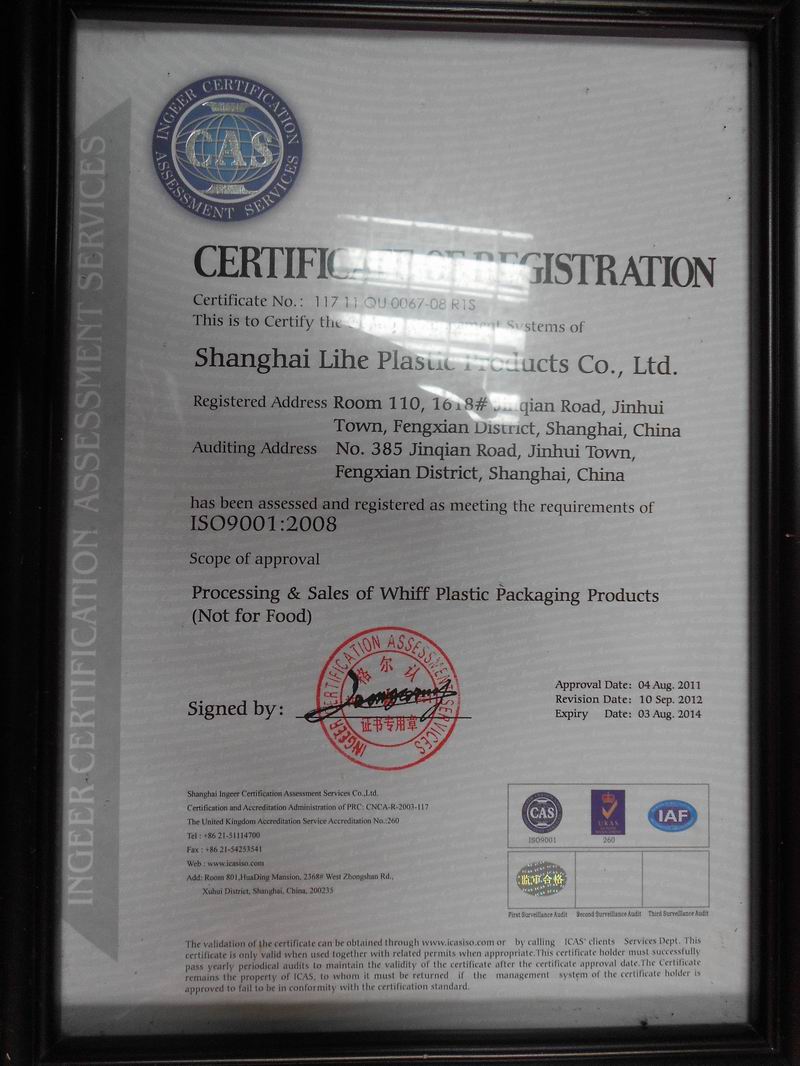 INGEER CERTIFICATION ASSESSMENT SERVICES
INGEER CERTIFICATION
CAS
ASSESSMENT SERVICES
CERTIFICATE OF REGISTRATION
Certificate No.: 117 11 QU 0067-08 R1S
This is to Certify the Systems of
Shanghai Lihe Plastic Products Co., Ltd.
Registered Address Room 110, 1618# Jinqian Road, Jinhui
Town, Fengxian District, Shanghai, China
Auditing Address No. 385 Jinqian Road, Jinhui Town,
Fengxian District, Shanghai, China
has been assessed and registered as meeting the requirements of
ISO9001:2008
Scope of approval
Processing & Sales of Whiff Plastic Packaging Products
(Not for Food)
INGEER CERTIFICATION ASSESSMENT SERVICES
格尔认
证书专用章
Signed by:
Approval Date: 04 Aug. 2011
Revision Date: 10 Sep. 2012
Expiry Date: 03 Aug. 2014
Shanghai Ingeer Certification Assessment Services Co.,Ltd.
Certification and Accreditation Administration of PRC: CNCA-R-2003-117
The United Kingdom Accreditation Service Accreditation No.:260
Tel : +86 21-51114700
Fax : +86 21-54253541
Web : www.icasiso.com
Add: Room 801,HuaDing Mansion, 2368# West Zhongshan Rd.,
Xuhui District, Shanghai, China, 200235
CAS
ISO9001
UKAS
260
IAF
监审合格
First Surveillance Audit Second Surveillance Audit Third Surveillance Audit
The validation of the certificate can be obtained through www.icasiso.com or by calling ICAS' clients Services Dept. This
certificate is only valid when used together with related permits when appropriate.This certificate holder must successfully
pass yearly periodical audits to maintain the validity of the certificate after the certificate approval date.The Certificate
remains the property of ICAS, to whom it must be returned if the management system of the certificate holder is
approved to fail to be in conformity with the certification standard.